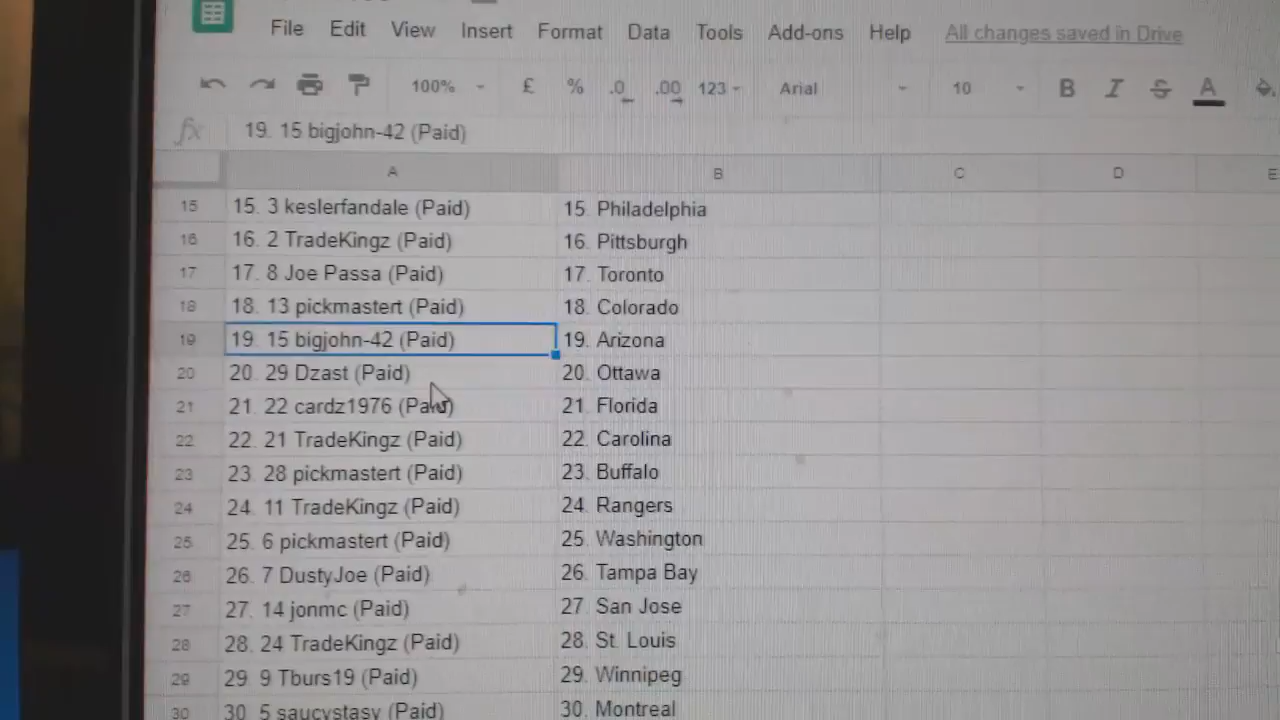 File Edit View Insert Format Data Tools Add-ons Help All changes saved in Drive
100% £ % .0 .00 123 Arial 10 B I S A
fx 19. 15 bigjohn-42 (Paid)
A B C D E
15 15. 3 keslerfandale (Paid) 15. Philadelphia
16 16. 2 TradeKingz (Paid) 16. Pittsburgh
17 17. 8 Joe Passa (Paid) 17. Toronto
18 18. 13 pickmastert (Paid) 18. Colorado
19 19. 15 bigjohn-42 (Paid) 19. Arizona
20 20. 29 Dzast (Paid) 20. Ottawa
21 21. 22 cardz1976 (Paid) 21. Florida
22 22. 21 TradeKingz (Paid) 22. Carolina
23 23. 28 pickmastert (Paid) 23. Buffalo
24 24. 11 TradeKingz (Paid) 24. Rangers
25 25. 6 pickmastert (Paid) 25. Washington
26 26. 7 DustyJoe (Paid) 26. Tampa Bay
27 27. 14 jonmc (Paid) 27. San Jose
28 28. 24 TradeKingz (Paid) 28. St. Louis
29 29. 9 Tburs19 (Paid) 29. Winnipeg
30 30. 5 saucystasy (Paid) 30. Montreal